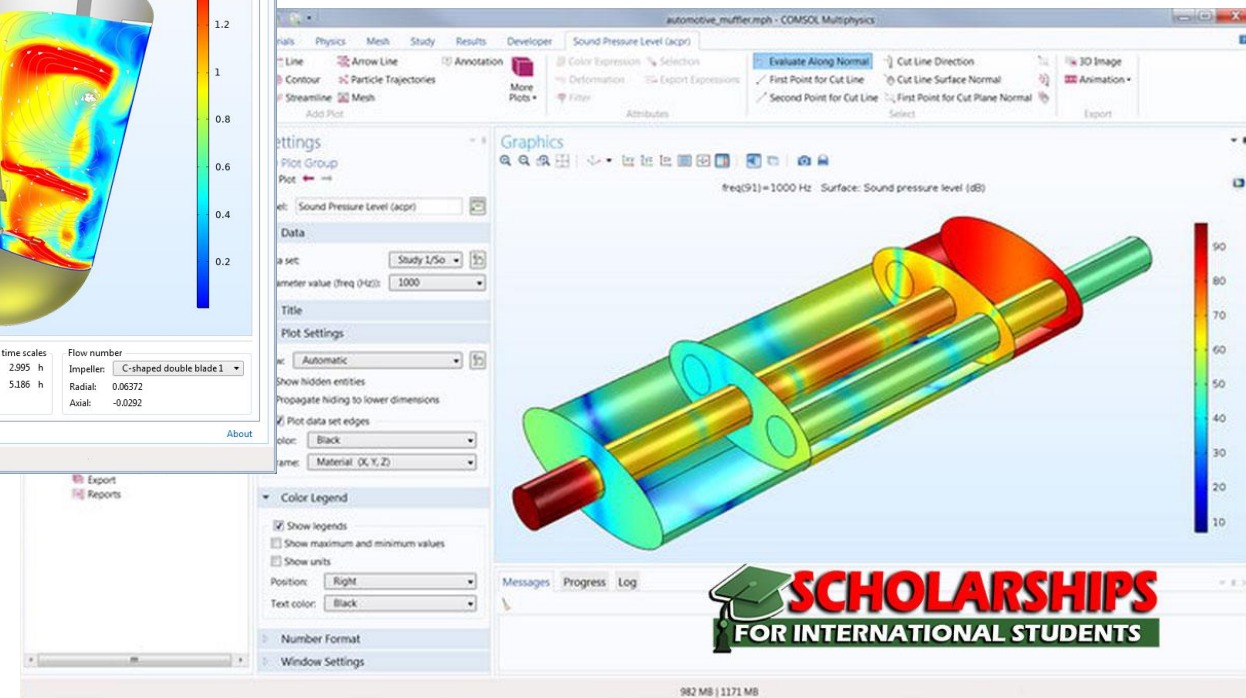 automotive_muffler.mph - COMSOL Multiphysics
Physics Mesh Study Results Developer Sound Pressure Level (acpr)
Line Arrow Line Annotation
Contour Particle Trajectories
Streamline Mesh
Add Plot
More Plots
Color Expression Selection
Deformation Export Expressions
Filter
Attributes
Evaluate Along Normal Cut Line Direction
First Point for Cut Line Cut Line Surface Normal
Second Point for Cut Line First Point for Cut Plane Normal
Select
3D Image
Animation
Export
1.2
1
0.8
0.6
0.4
0.2
time scales
2.995 h
5.186 h
Flow number
Impeller: C-shaped double blade 1
Radial: 0.06372
Axial: -0.0292
About
Export
Reports
Plot Group
Plot
Sound Pressure Level (acpr)
Data
set: Study 1/So
value (freq (Hz)): 1000
Title
Plot Settings
Automatic
Show hidden entities
Propagate hiding to lower dimensions
Plot data set edges
Black
Material (X, Y, Z)
Color Legend
Show legends
Show maximum and minimum values
Show units
Position: Right
Text color: Black
Number Format
Window Settings
Graphics
freq(91)=1000 Hz Surface: Sound pressure level (dB)
90
80
70
60
50
40
30
20
10
Messages Progress Log
SCHOLARSHIPS
FOR INTERNATIONAL STUDENTS
982 MB | 1171 MB